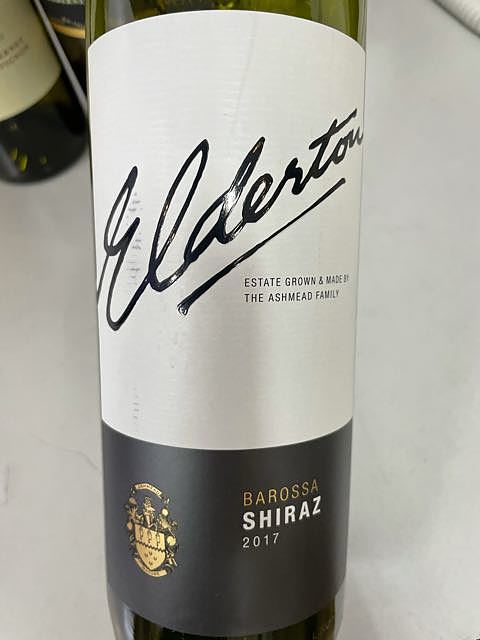 Elderton
ESTATE GROWN & MADE BY
THE ASHMEAD FAMILY
BAROSSA
SHIRAZ
2017